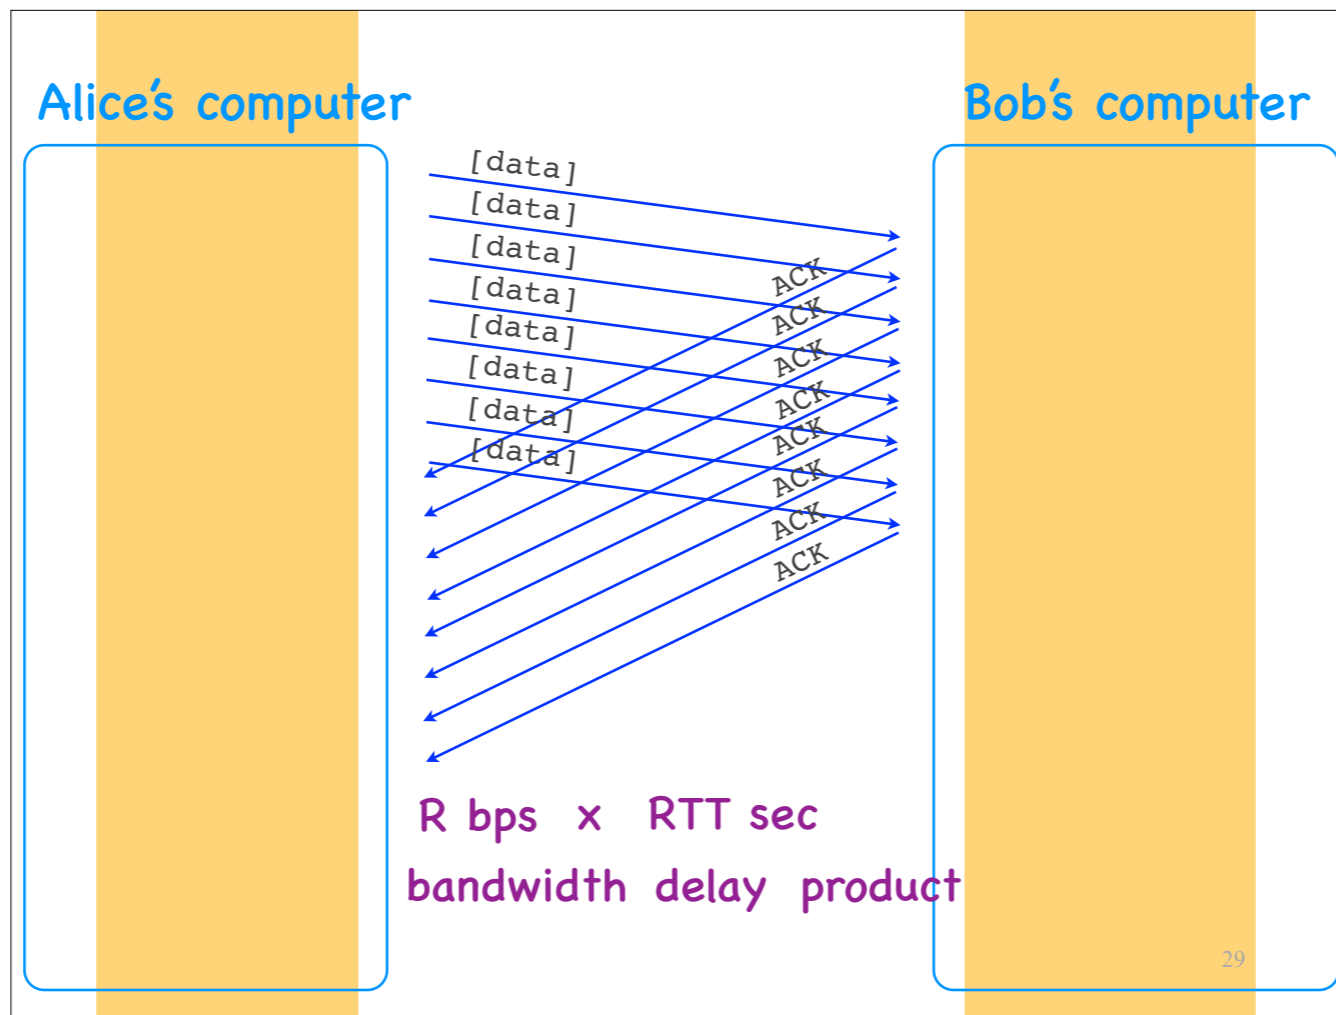 Alice's computer
Bob's computer
[data]
[data]
[data]
[data]
[data]
[data]
[data]
[data]
ACK
ACK
ACK
ACK
ACK
ACK
ACK
ACK
R bps x RTT sec
bandwidth delay product
29